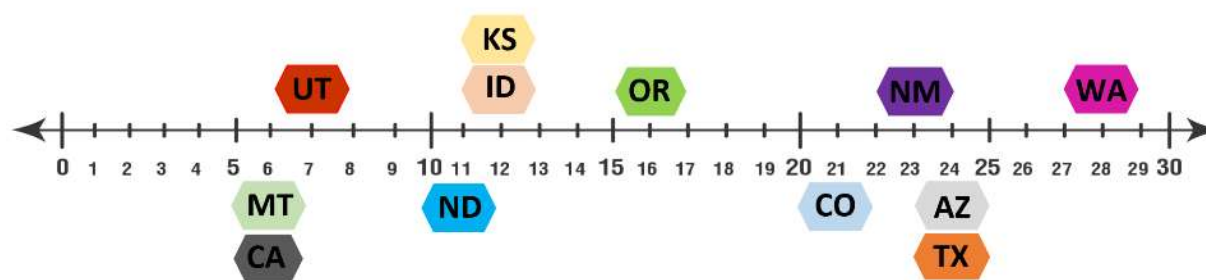 KS
UT ID OR NM WA
0 1 2 3 4 5 6 7 8 9 10 11 12 13 14 15 16 17 18 19 20 21 22 23 24 25 26 27 28 29 30
MT ND CO AZ
CA TX